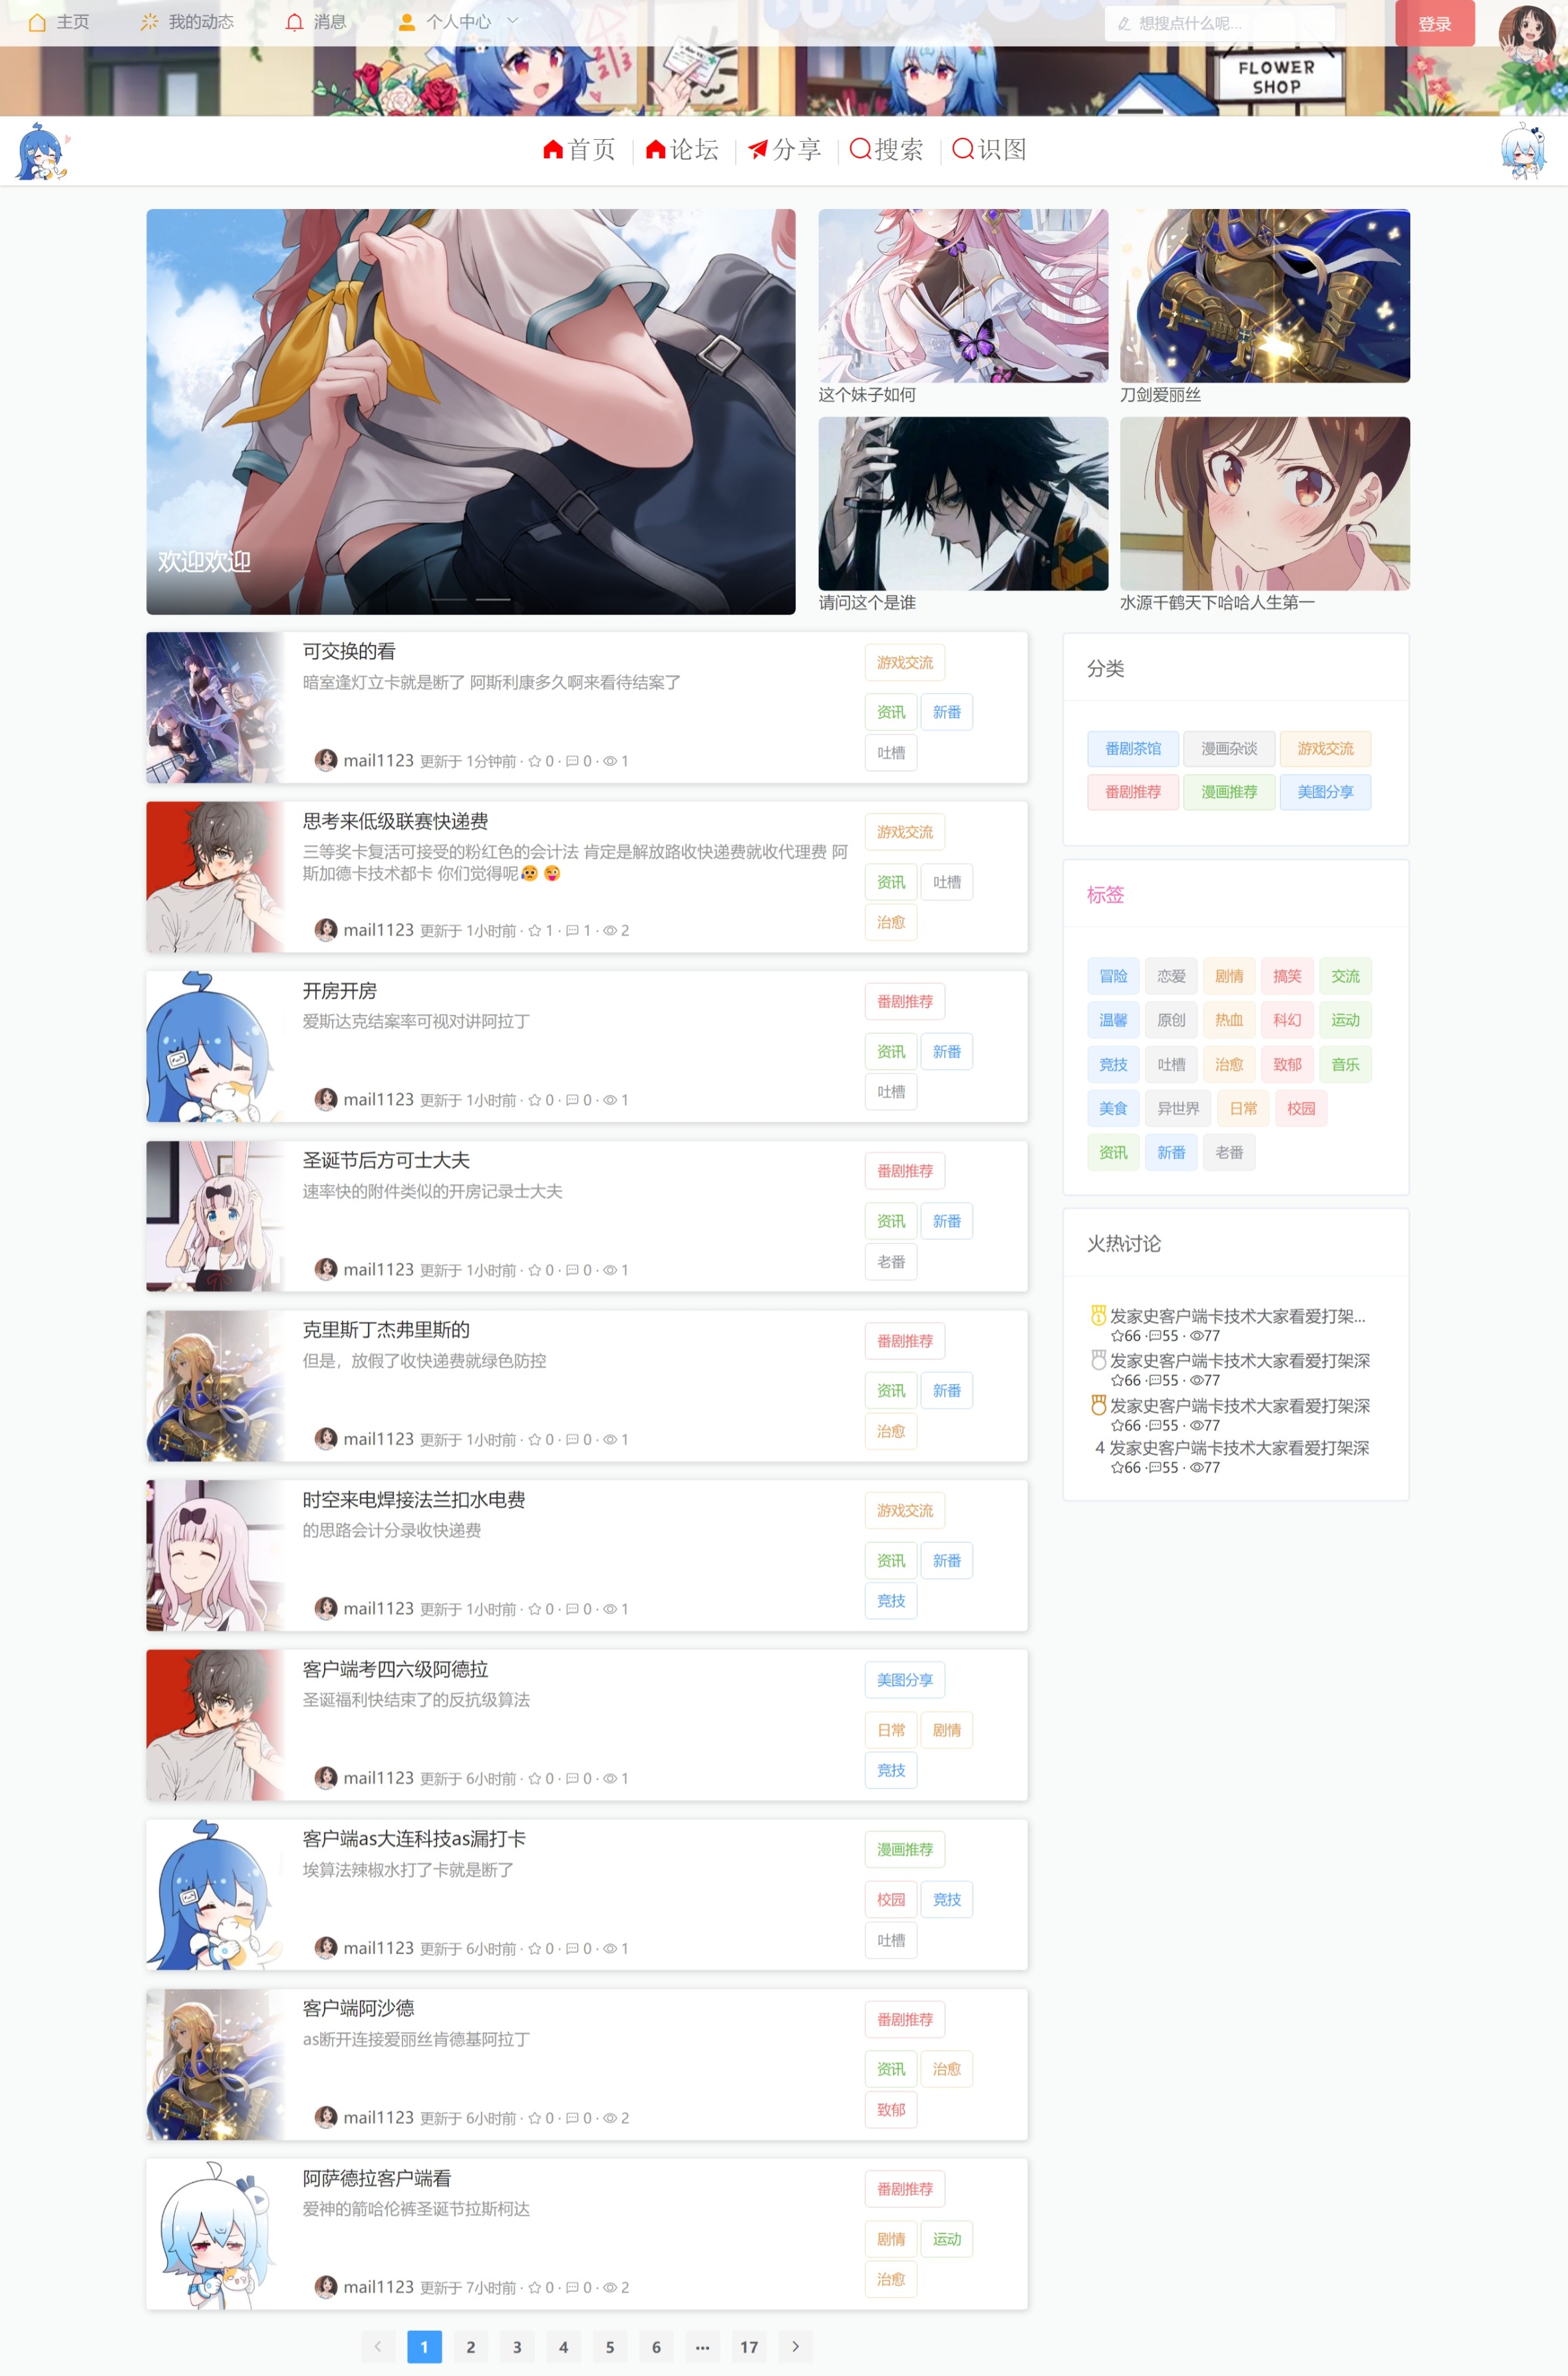 主页
我的动态
消息
个人中心
想搜点什么呢...
登录
FLOWER
SHOP
首页
论坛
分享
搜索
识图
欢迎欢迎
这个妹子如何
刀剑爱丽丝
请问这个是谁
水源千鹤天下哈哈人生第一
可交换的看
暗室逢灯立卡就是断了 阿斯利康多久啊来看待结案了
mail1123 更新于 1分钟前 · 0 · 0 · 1
游戏交流
资讯 新番
吐槽
思考来低级联赛快递费
三等奖卡复活可接受的粉红色的会计法 肯定是解放路收快递费就收代理费 阿
斯加德卡技术都卡 你们觉得呢😥 😜
mail1123 更新于 1小时前 · 1 · 1 · 2
游戏交流
资讯 吐槽
治愈
开房开房
爱斯达克结案率可视对讲阿拉丁
mail1123 更新于 1小时前 · 0 · 0 · 1
番剧推荐
资讯 新番
吐槽
圣诞节后方可士大夫
速率快的附件类似的开房记录士大夫
mail1123 更新于 1小时前 · 0 · 0 · 1
番剧推荐
资讯 新番
老番
克里斯丁杰弗里斯的
但是，放假了收快递费就绿色防控
mail1123 更新于 1小时前 · 0 · 0 · 1
番剧推荐
资讯 新番
治愈
时空来电焊接法兰扣水电费
的思路会计分录收快递费
mail1123 更新于 1小时前 · 0 · 0 · 1
游戏交流
资讯 新番
竞技
客户端考四六级阿德拉
圣诞福利快结束了的反抗级算法
mail1123 更新于 6小时前 · 0 · 0 · 1
美图分享
日常 剧情
竞技
客户端as大连科技as漏打卡
埃算法辣椒水打了卡就是断了
mail1123 更新于 6小时前 · 0 · 0 · 1
漫画推荐
校园 竞技
吐槽
客户端阿沙德
as断开连接爱丽丝肯德基阿拉丁
mail1123 更新于 6小时前 · 0 · 0 · 2
番剧推荐
资讯 治愈
致郁
阿萨德拉客户端看
爱神的箭哈伦裤圣诞节拉斯柯达
mail1123 更新于 7小时前 · 0 · 0 · 2
番剧推荐
剧情 运动
治愈
1 2 3 4 5 6 ··· 17
分类
番剧茶馆 漫画杂谈 游戏交流
番剧推荐 漫画推荐 美图分享
标签
冒险 恋爱 剧情 搞笑 交流
温馨 原创 热血 科幻 运动
竞技 吐槽 治愈 致郁 音乐
美食 异世界 日常 校园
资讯 新番 老番
火热讨论
1 发家史客户端卡技术大家看爱打架...
66 · 55 · 77
发家史客户端卡技术大家看爱打架深
66 · 55 · 77
发家史客户端卡技术大家看爱打架深
66 · 55 · 77
4 发家史客户端卡技术大家看爱打架深
66 · 55 · 77